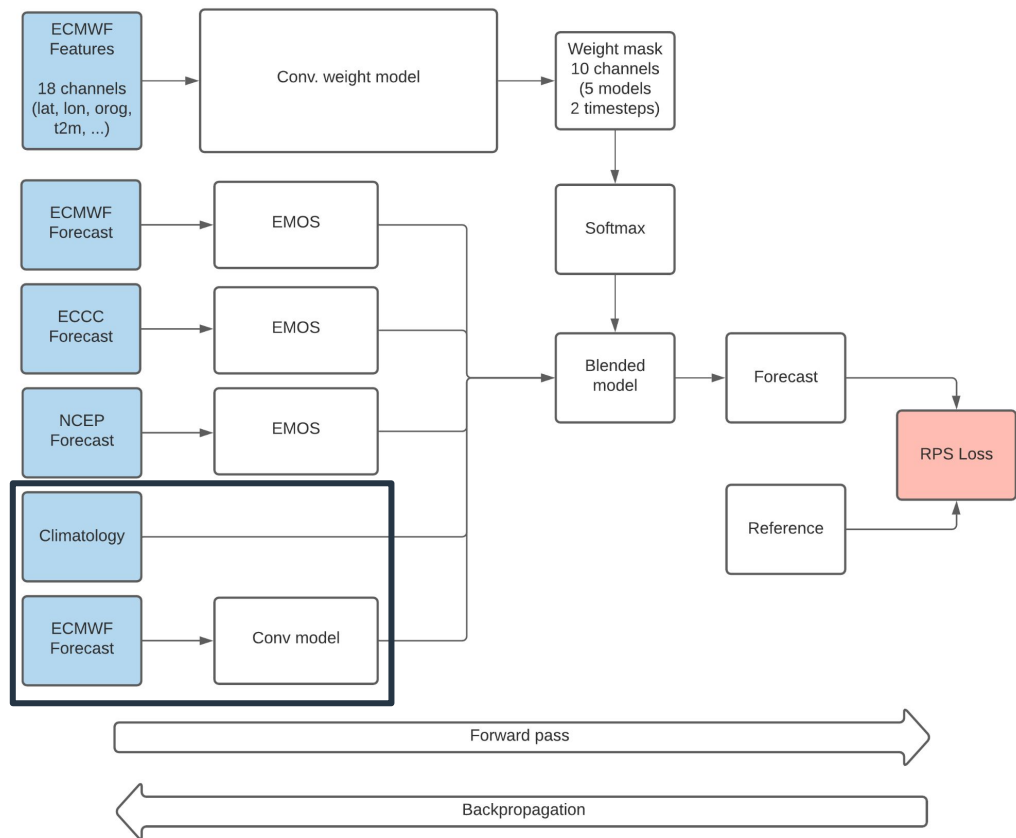 ECMWF
Features
18 channels
(lat, lon, orog,
t2m, ...)
Conv. weight model
Weight mask
10 channels
(5 models
2 timesteps)
ECMWF
Forecast
EMOS
Softmax
ECCC
Forecast
EMOS
Blended
model
Forecast
NCEP
Forecast
EMOS
RPS Loss
Climatology
Reference
ECMWF
Forecast
Conv model
Forward pass
Backpropagation